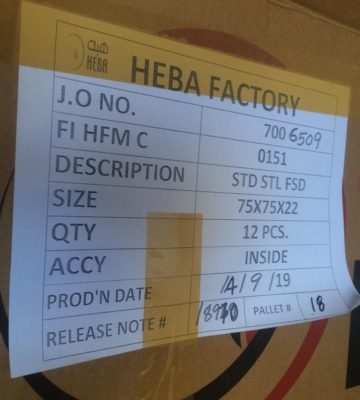 هبة
HEBA
HEBA FACTORY
J.O NO. 7006509
FI HFM C 0151
DESCRIPTION STD STL FSD
SIZE 75X75X22
QTY 12 PCS.
ACCY INSIDE
PROD'N DATE 14/9/19
RELEASE NOTE # PALLET # 18